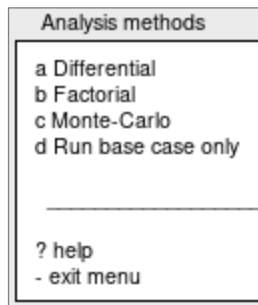 Analysis methods
a Differential
b Factorial
c Monte-Carlo
d Run base case only
? help
- exit menu